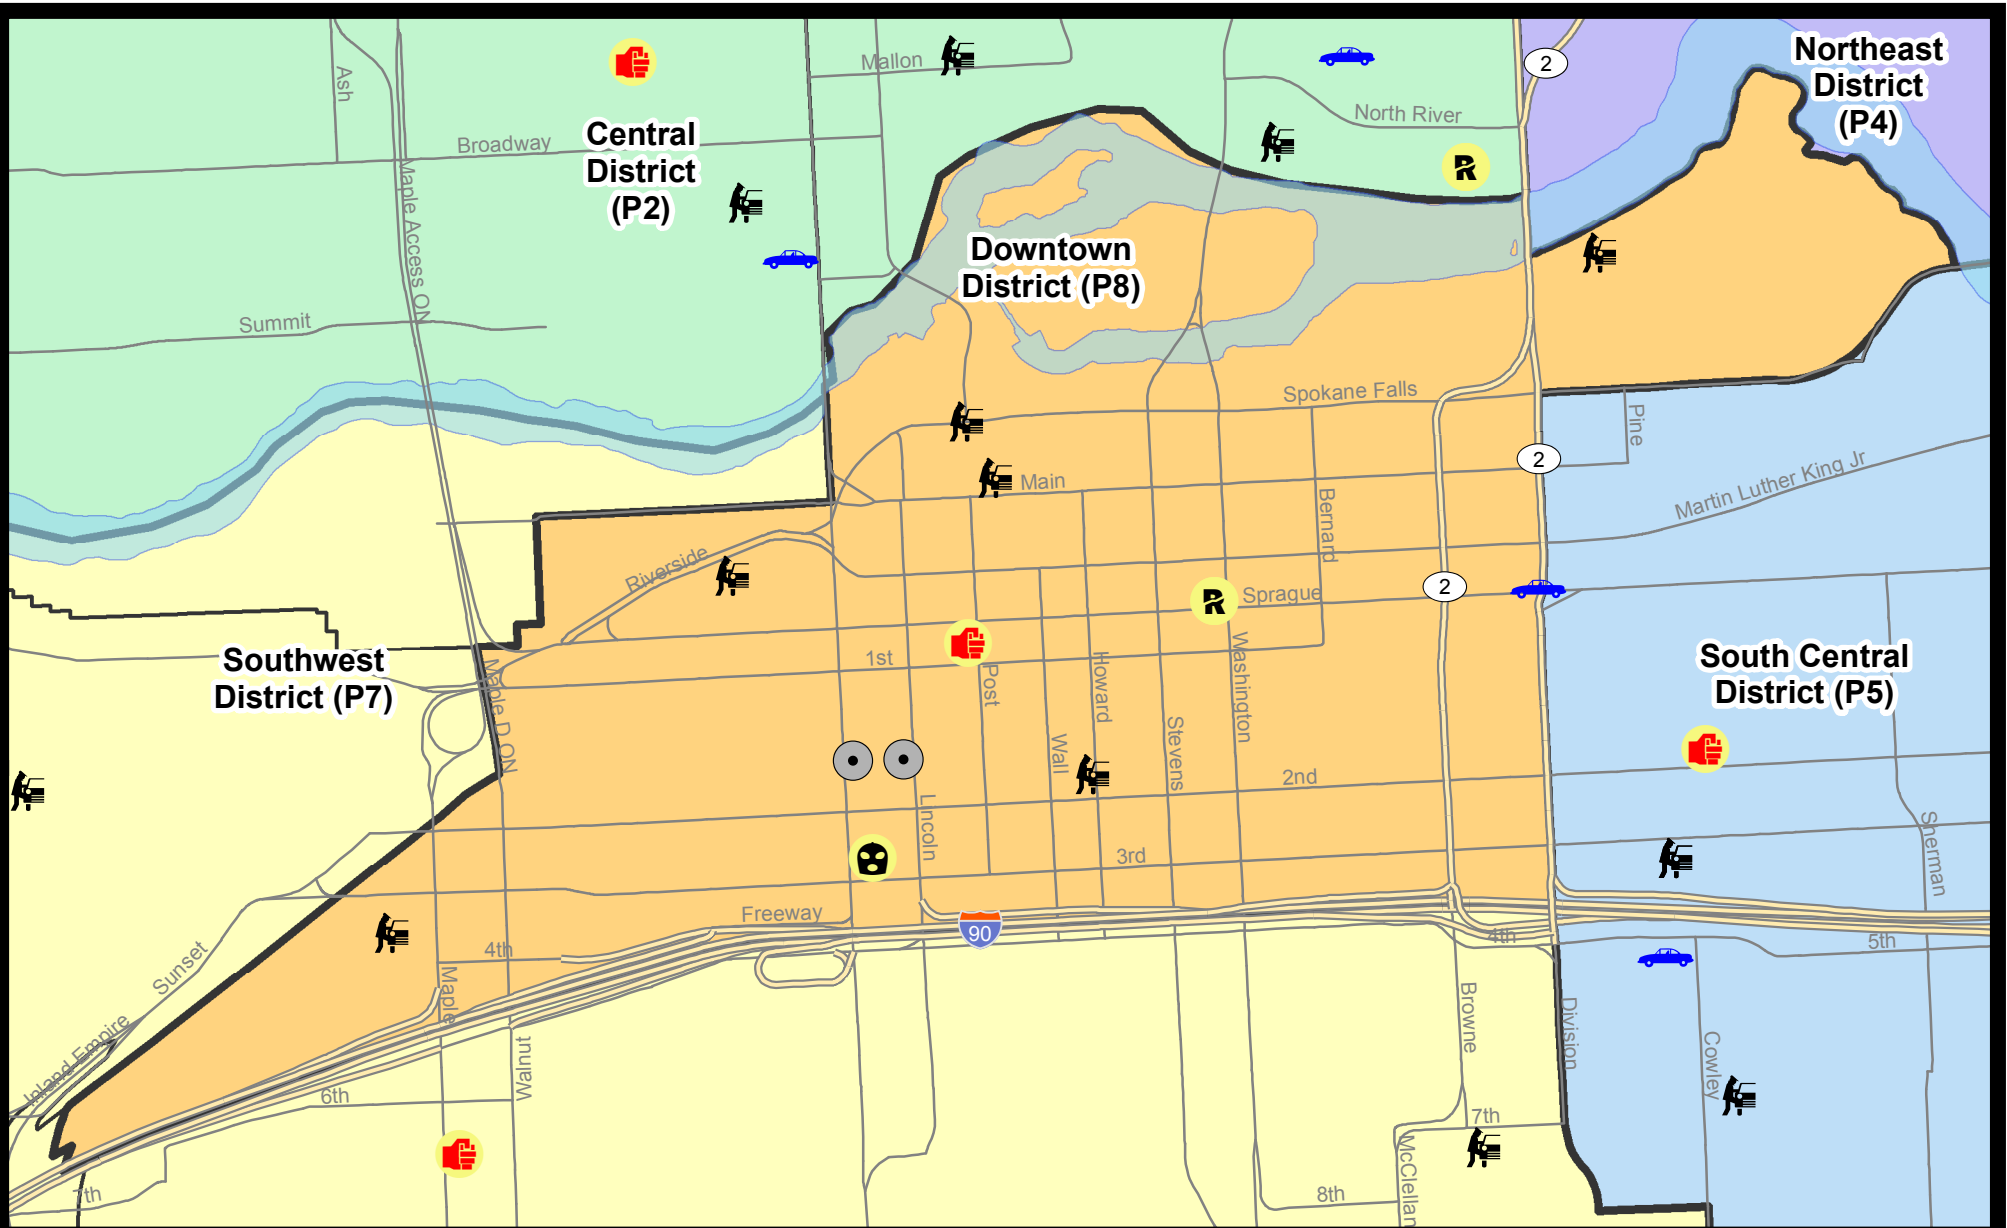 Northeast
District
(P4)
2
Mallon
Ash
North River
Central
District
(P2)
Broadway
R
Maple Access ON
Downtown
District (P8)
Summit
Spokane Falls
Pine
2
Martin Luther King Jr
Main
Bernard
Riverside
2
R
Sprague
Southwest
District (P7)
1st
Maple D ON
Post
Howard
Washington
South Central
District (P5)
Wall
Stevens
2nd
Lincoln
3rd
Sherman
Freeway
90
4th
4th
5th
Sunset
Maple
Browne
Division
Inland Empire
Walnut
Cowley
6th
7th
McClellan
7th
8th